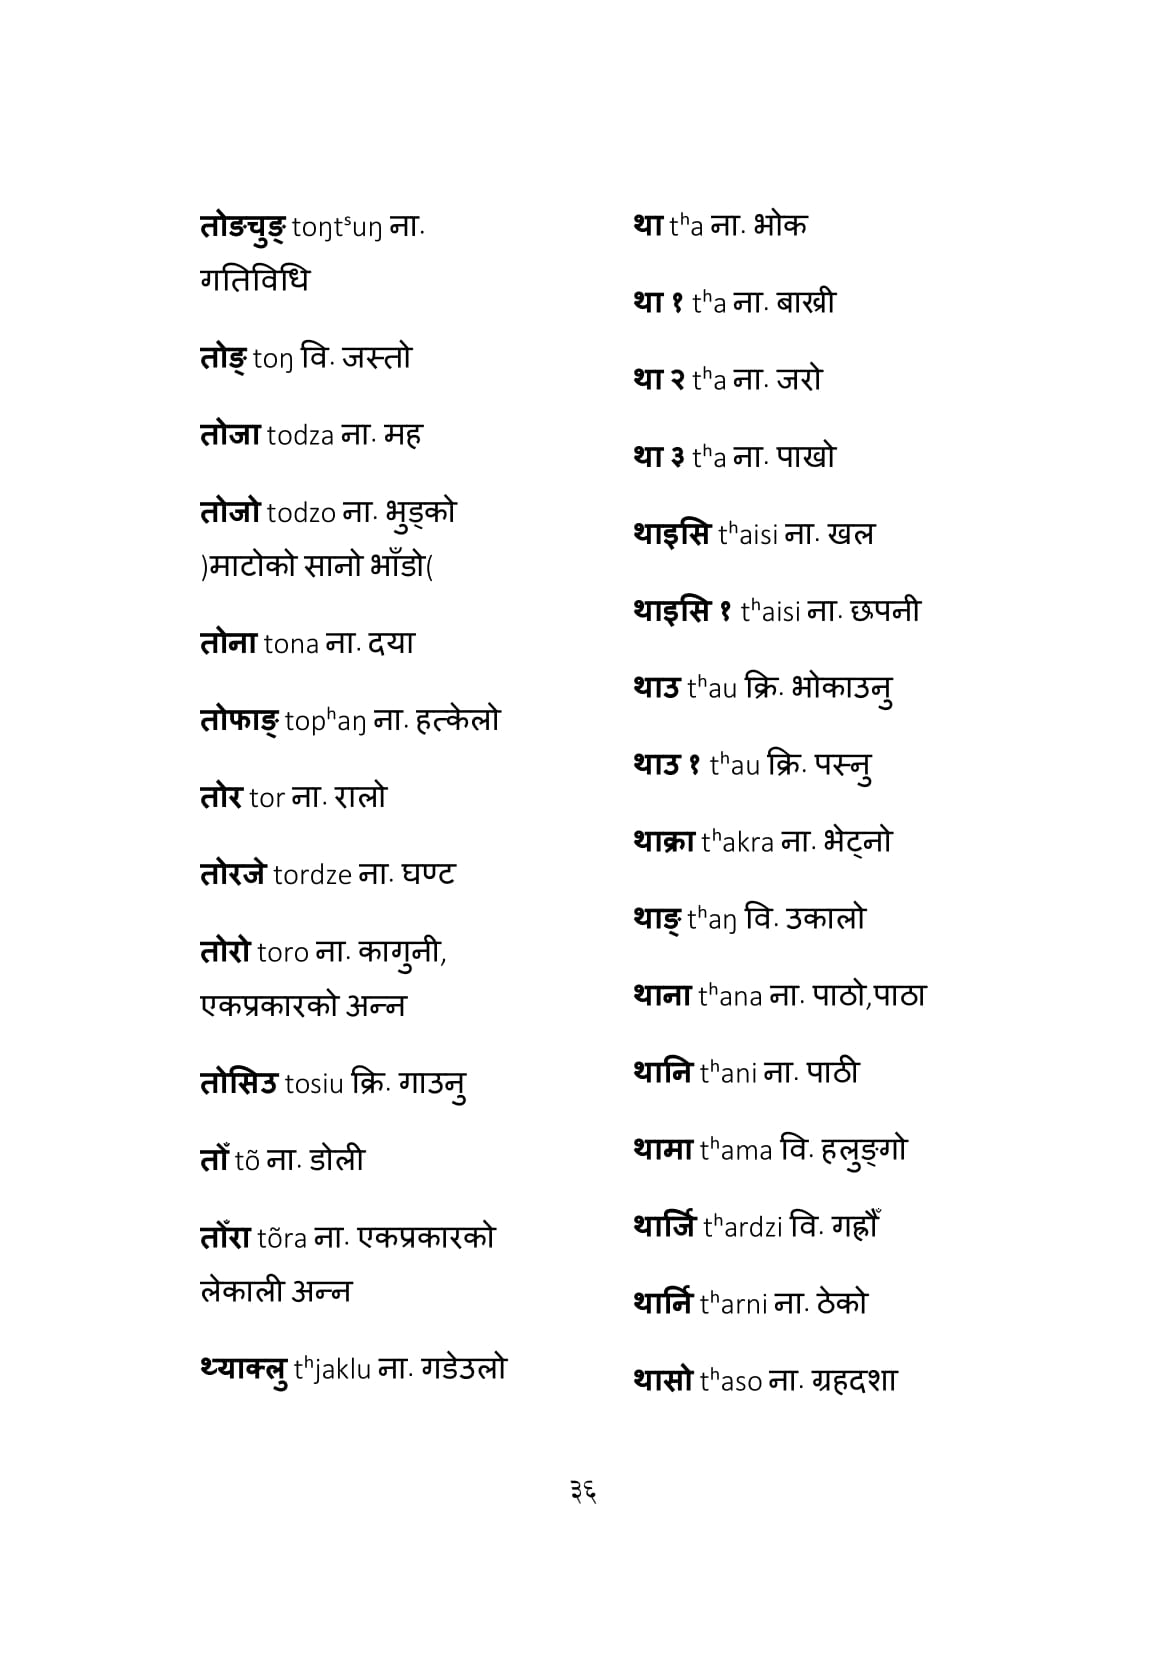 तोङचुङ् toŋtˢuŋ ना.
गतिविधि
तोङ् toŋ वि. जस्तो
तोजा todza ना. मह
तोजो todzo ना. भुड्को
)माटोको सानो भाँडो(
तोना tona ना. दया
तोफाङ् topʰaŋ ना. हत्केलो
तोर tor ना. रालो
तोरजे tordze ना. घण्ट
तोरो toro ना. कागुनी,
एकप्रकारको अन्न
तोसिउ tosiu क्रि. गाउनु
तोँ tõ ना. डोली
तोँरा tõra ना. एकप्रकारको
लेकाली अन्न
थ्याक्लु tʰjaklu ना. गडेउलो
था tʰa ना. भोक
था १ tʰa ना. बाख्री
था २ tʰa ना. जरो
था ३ tʰa ना. पाखो
थाइसि tʰaisi ना. खल
थाइसि १ tʰaisi ना. छपनी
थाउ tʰau क्रि. भोकाउनु
थाउ १ tʰau क्रि. पस्नु
थाक्रा tʰakra ना. भेट्नो
थाङ् tʰaŋ वि. उकालो
थाना tʰana ना. पाठो,पाठा
थानि tʰani ना. पाठी
थामा tʰama वि. हलुङ्गो
थार्जि tʰardzi वि. गह्रौँ
थार्नि tʰarni ना. ठेको
थासो tʰaso ना. ग्रहदशा
३६